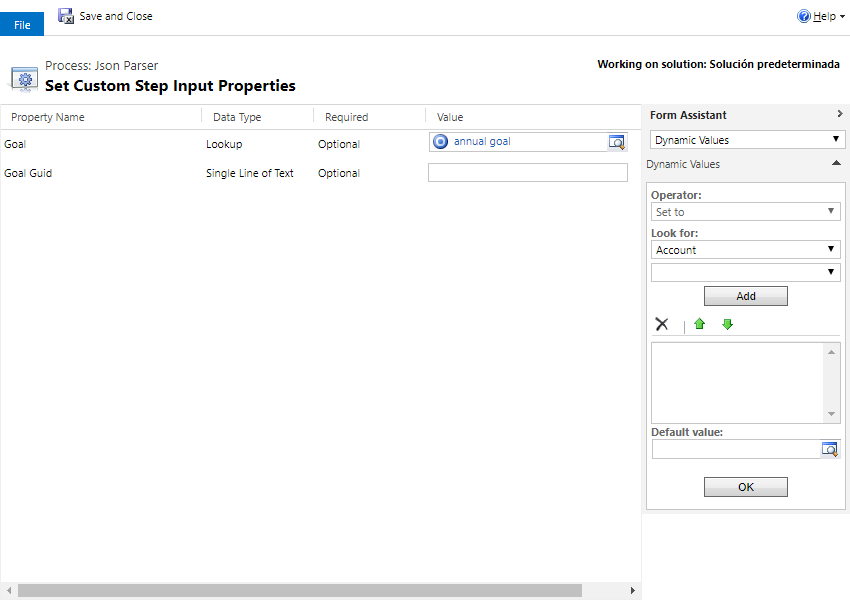 File
Save and Close
Help
Process: Json Parser
Set Custom Step Input Properties
Working on solution: Solución predeterminada
Property Name Data Type Required Value
Goal Lookup Optional annual goal
Goal Guid Single Line of Text Optional
Form Assistant
Dynamic Values
Dynamic Values
Operator:
Set to
Look for:
Account
Add
Default value:
OK